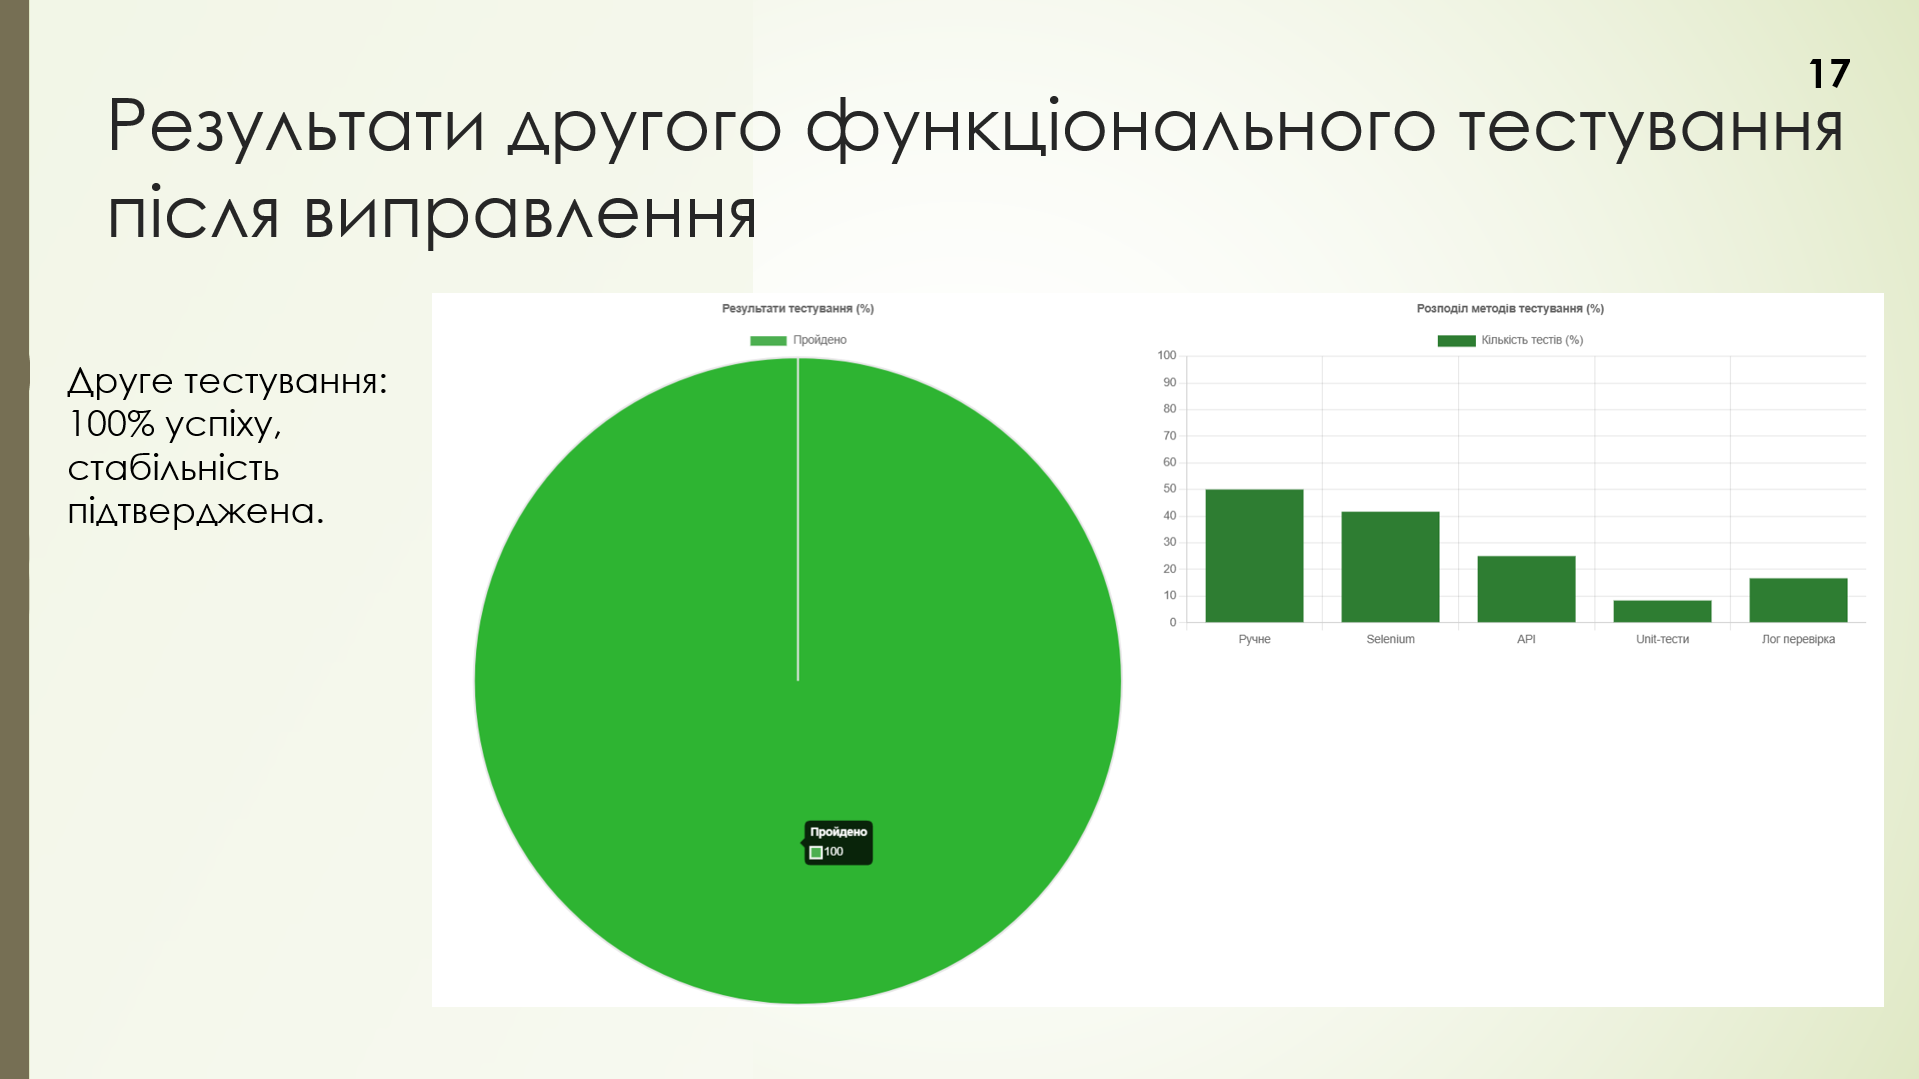 17
Результати другого функціонального тестування
після виправлення
Друге тестування:
100% успіху,
стабільність
підтверджена.
Результати тестування (%)
Пройдено
Пройдено
100
Розподіл методів тестування (%)
Кількість тестів (%)
100
90
80
70
60
50
40
30
20
10
0
Ручне
Selenium
API
Unit-тести
Лог перевірка